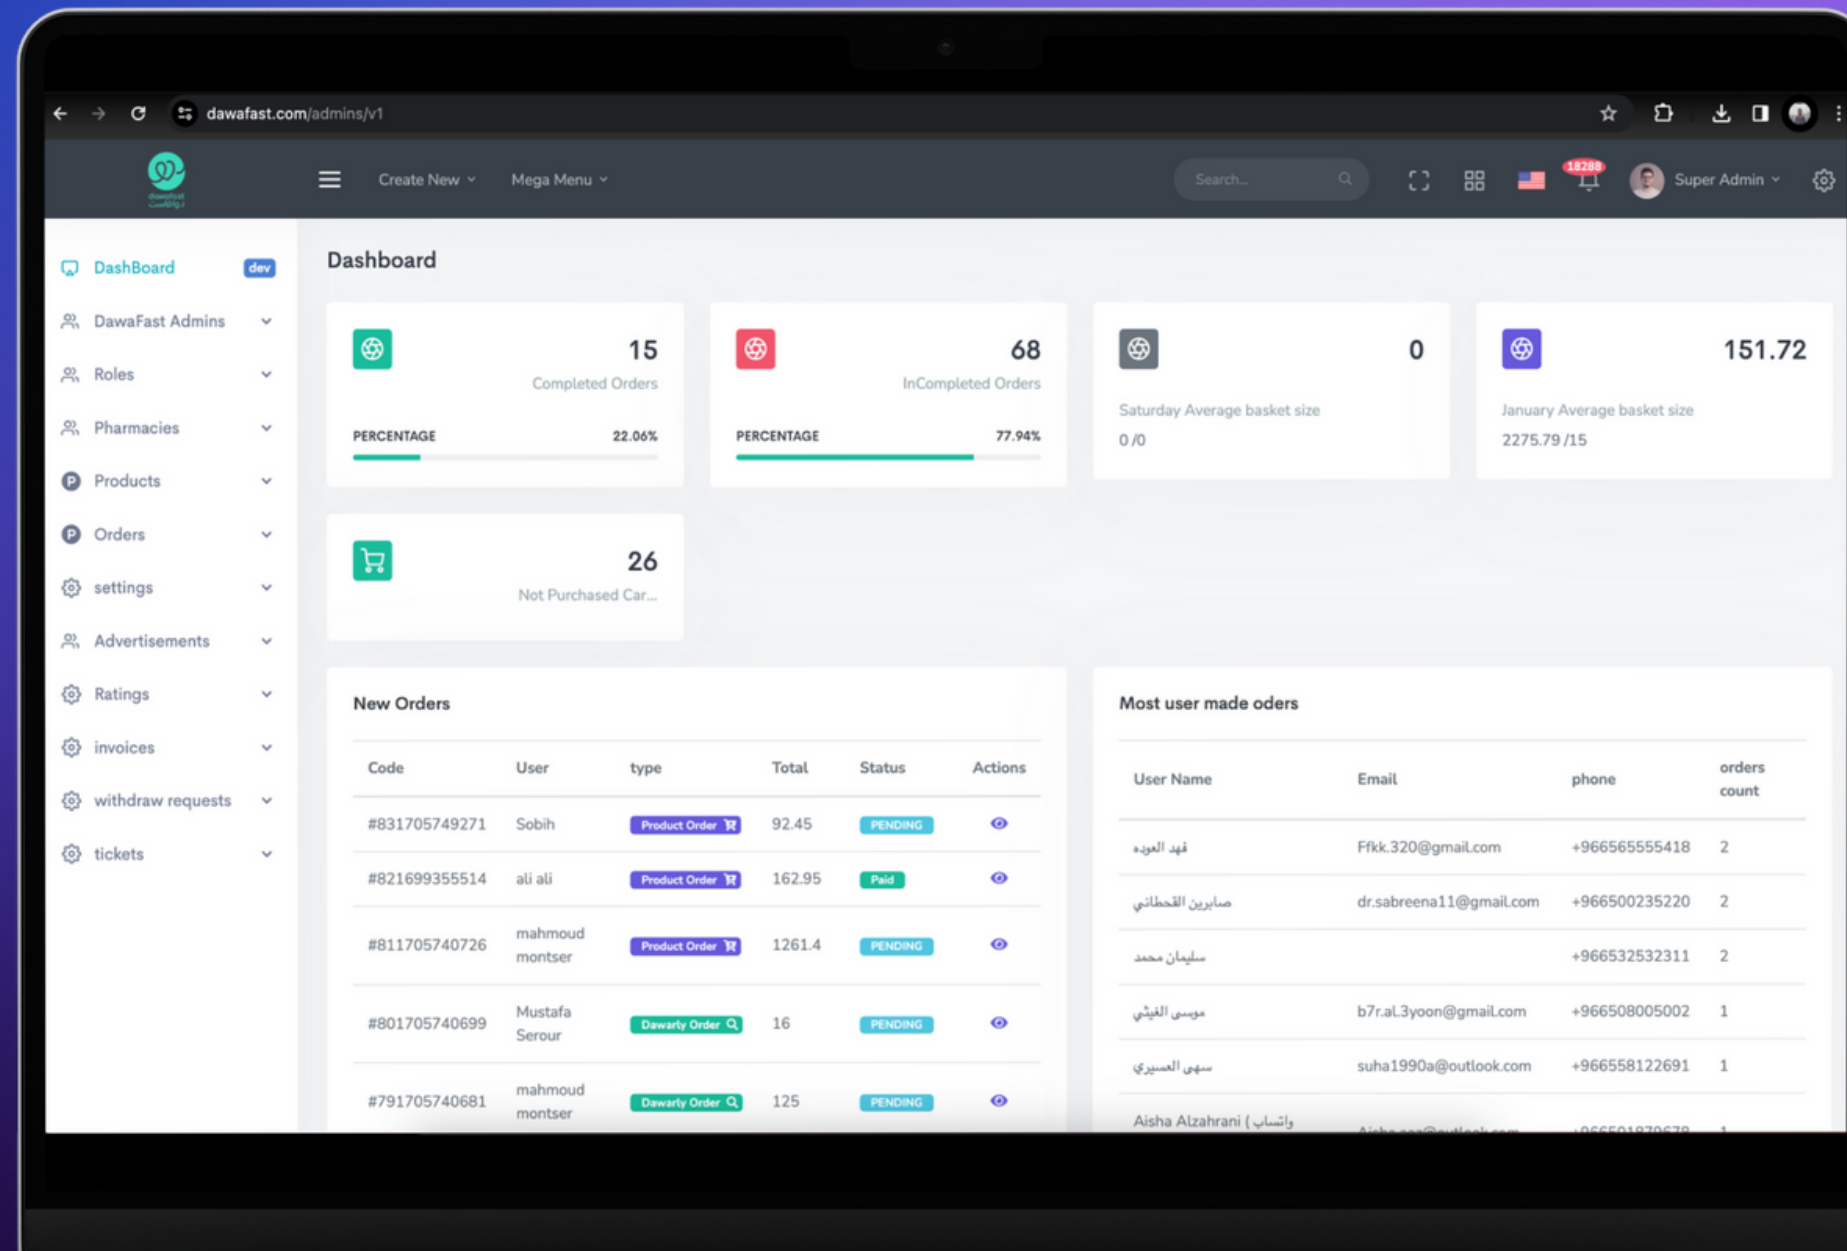 dawafast.com/admins/v1
dawafast
دوافاست
Create New
Mega Menu
Search...
18288
Super Admin
DashBoard
dev
DawaFast Admins
Roles
Pharmacies
Products
Orders
settings
Advertisements
Ratings
invoices
withdraw requests
tickets
Dashboard
15
Completed Orders
PERCENTAGE 22.06%
68
InCompleted Orders
PERCENTAGE 77.94%
0
Saturday Average basket size
0 /0
151.72
January Average basket size
2275.79 /15
26
Not Purchased Car...
New Orders
Code User type Total Status Actions
#831705749271 Sobih Product Order 92.45 PENDING
#821699355514 ali ali Product Order 162.95 Paid
#811705740726 mahmoud montser Product Order 1261.4 PENDING
#801705740699 Mustafa Serour Dawarly Order 16 PENDING
#791705740681 mahmoud montser Dawarly Order 125 PENDING
Most user made oders
User Name Email phone orders count
فهد العوده Ffkk.320@gmail.com +966565555418 2
صابرين القحطاني dr.sabreena11@gmail.com +966500235220 2
سليمان محمد +966532532311 2
موسى الغيثي b7r.al.3yoon@gmail.com +966508005002 1
سهى العسيري suha1990a@outlook.com +966558122691 1
Aisha Alzahrani ( واتساب